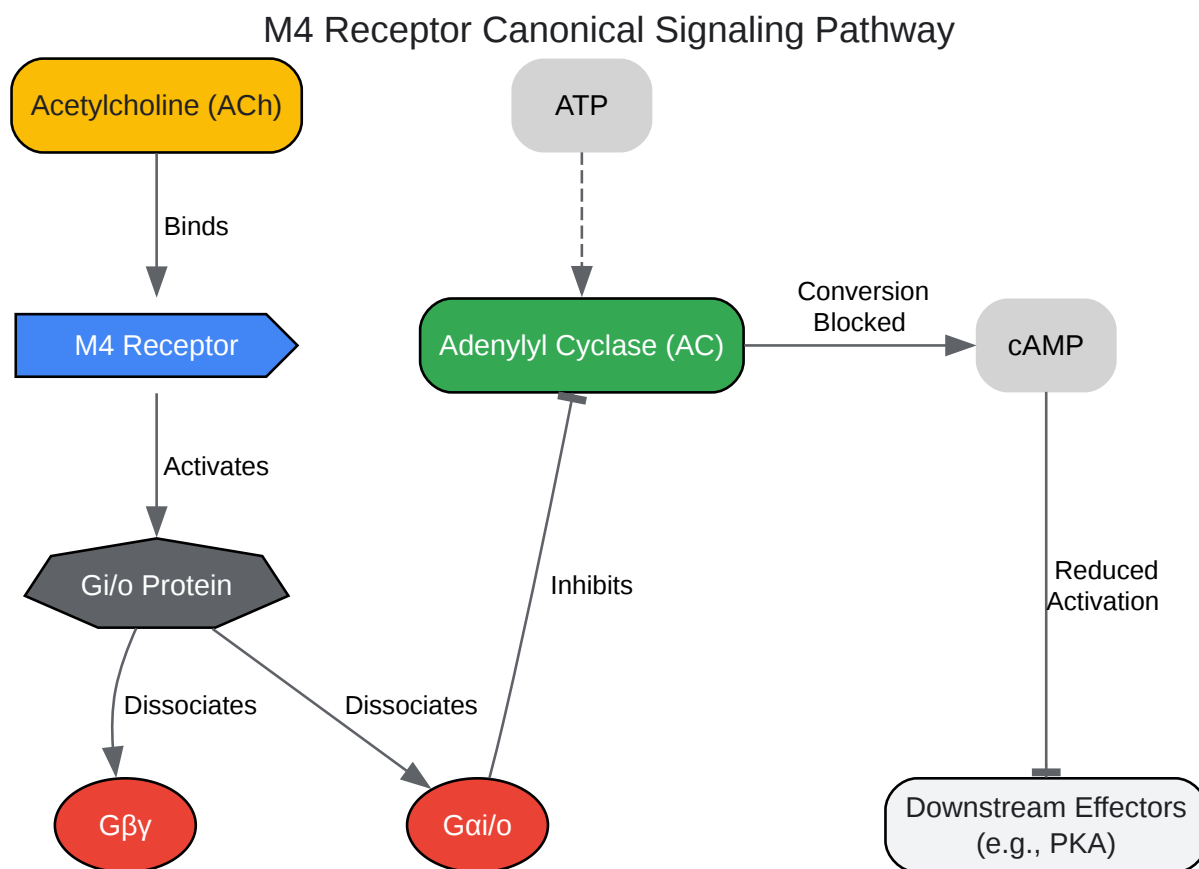 M4 Receptor Canonical Signaling Pathway
Acetylcholine (ACh)
ATP
Binds
Conversion
Blocked
M4 Receptor
Adenylyl Cyclase (AC)
cAMP
Activates
Gi/o Protein
Inhibits
Reduced
Activation
Dissociates
Dissociates
Gβγ
Gαi/o
Downstream Effectors
(e.g., PKA)